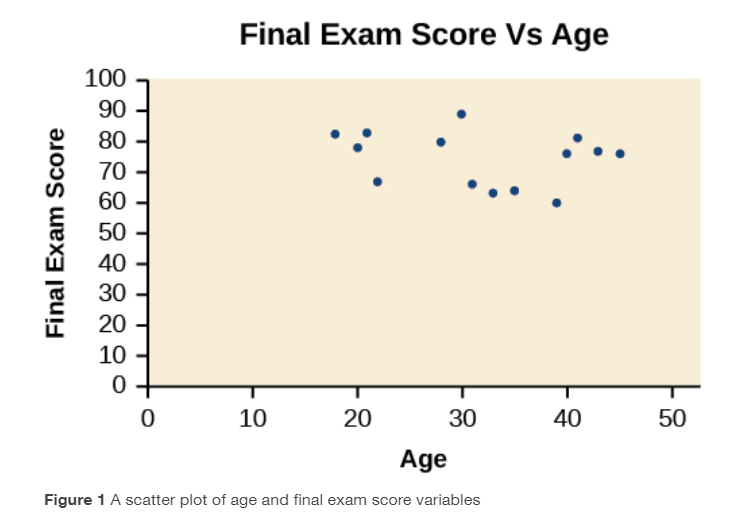 Final Exam Score Vs Age
Final Exam Score
100
90
80
70
60
50
40
30
20
10
0
0 10 20 30 40 50
Age
Figure 1 A scatter plot of age and final exam score variables